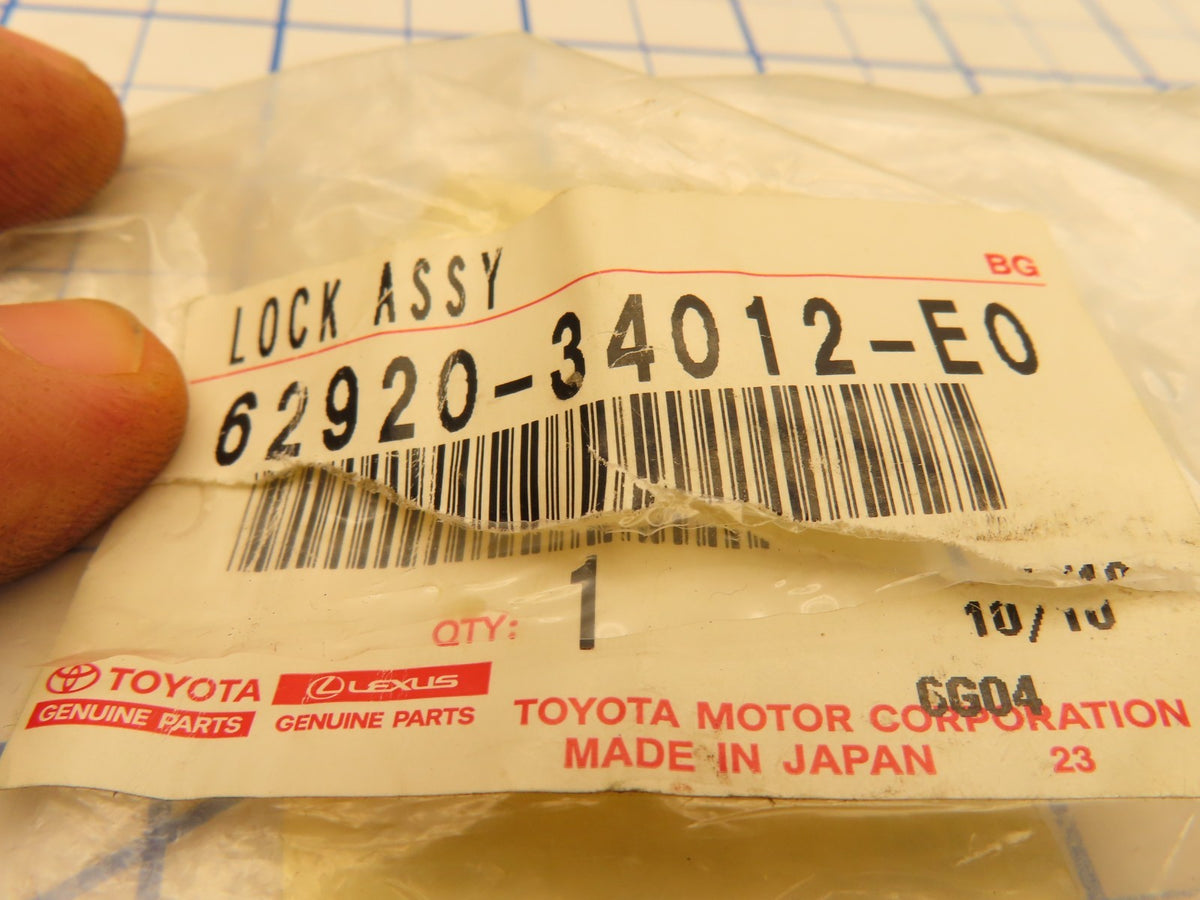 BG
LOCK ASSY
62920-34012-E0
QTY: 1
10/10
CG04
TOYOTA
GENUINE PARTS
LEXUS
GENUINE PARTS
TOYOTA MOTOR CORPORATION
MADE IN JAPAN 23